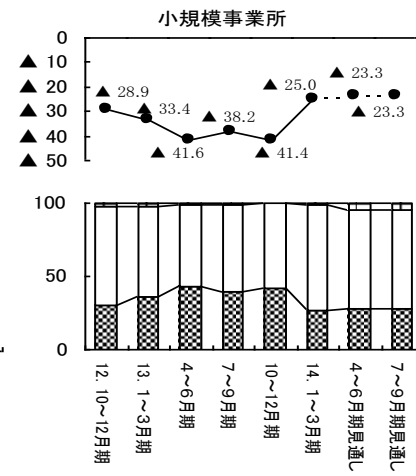 小規模事業所
0
▲ 10
▲ 20
▲ 30
▲ 40
▲ 50
▲ 28.9
▲ 33.4
▲ 41.6
▲ 38.2
▲ 41.4
▲ 25.0
▲ 23.3
▲ 23.3
100
50
0
12. 10～12月期
13. 1～3月期
4～6月期
7～9月期
10～12月期
14. 1～3月期
4～6月期見通し
7～9月期見通し